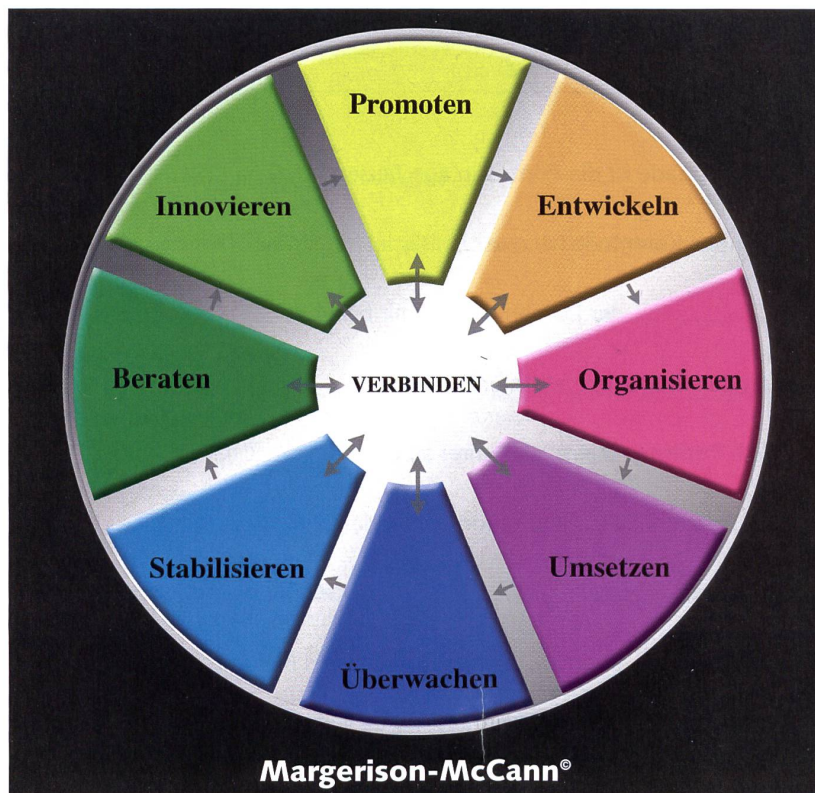 Promoten
Entwickeln
Organisieren
Umsetzen
Überwachen
Stabilisieren
Beraten
Innovieren
VERBINDEN
Margerison-McCann©